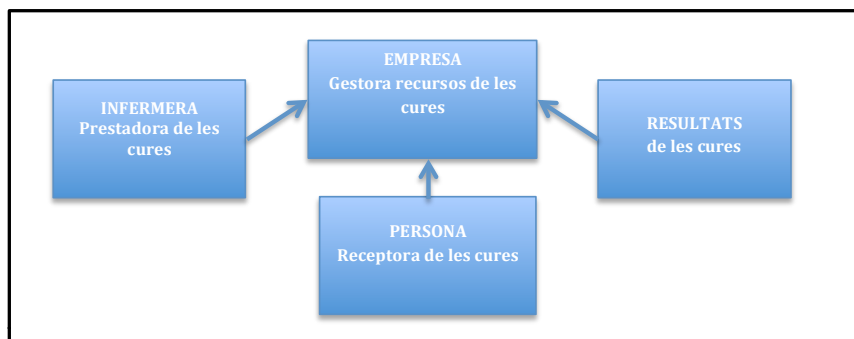 EMPRESA
Gestora recursos de les
cures
INFERMERA
Prestadora de les
cures
RESULTATS
de les cures
PERSONA
Receptora de les cures